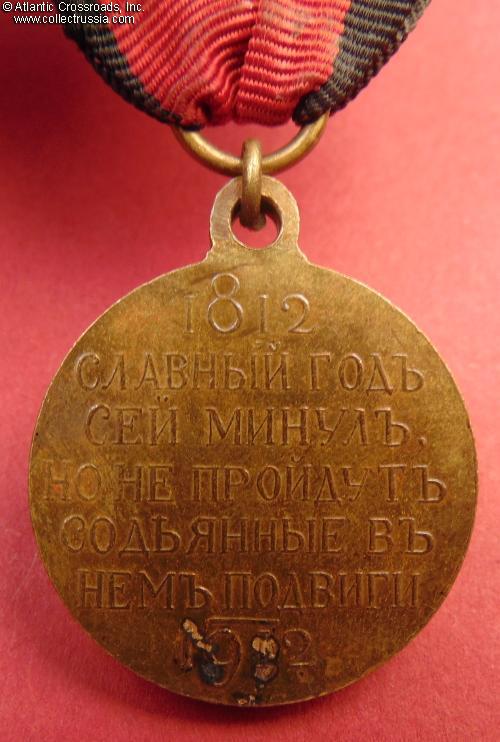 © Atlantic Crossroads, Inc.
www.collectrussia.com
1812
СЛАВНЫЙ ГОДЪ
СЕЙ МИНУЛЪ,
НО НЕ ПРОЙДУТЪ
СОДѢЯННЫЕ ВЪ
НЕМЪ ПОДВИГИ
1912